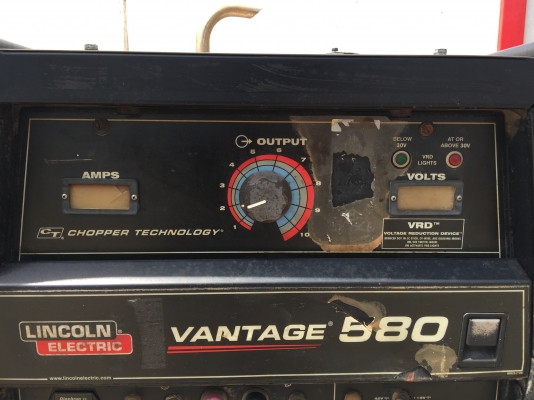 OUTPUT
BELOW 30V
AT OR ABOVE 30V
VRD LIGHTS
AMPS
VOLTS
1
2
3
4
5
6
7
8
9
10
CT CHOPPER TECHNOLOGY®
VRD™
VOLTAGE REDUCTION DEVICE
LINCOLN®
ELECTRIC
VANTAGE® 580
www.lincolnelectric.com